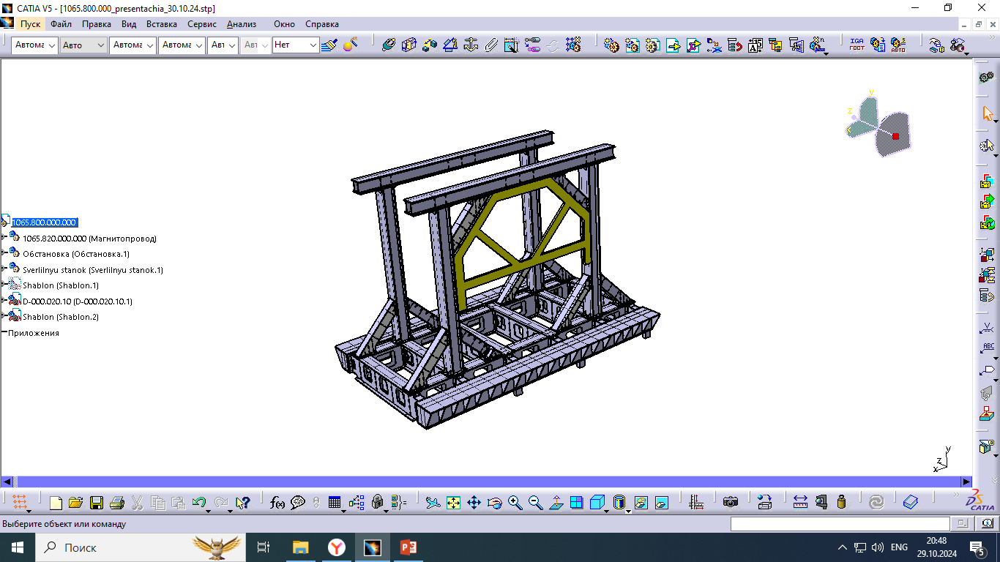 CATIA V5 - [1065.800.000_presentachia_30.10.24.stp]
Пуск Файл Правка Вид Вставка Сервис Анализ Окно Справка
Автома Авто Автома Автома Авт Авт Нет
IGA
ГОСТ
АВТО
y
z
1065.800.000.000
1065.820.000.000 (Магнитопровод)
Обстановка (Обстановка.1)
Sverlilnyu stanok (Sverlilnyu stanok.1)
Shablon (Shablon.1)
D-000.020.10 (D-000.020.10.1)
Shablon (Shablon.2)
Приложения
ABC
y
z
x
f(x)
CATIA
Выберите объект или команду
Поиск
ENG
20:48
29.10.2024
5